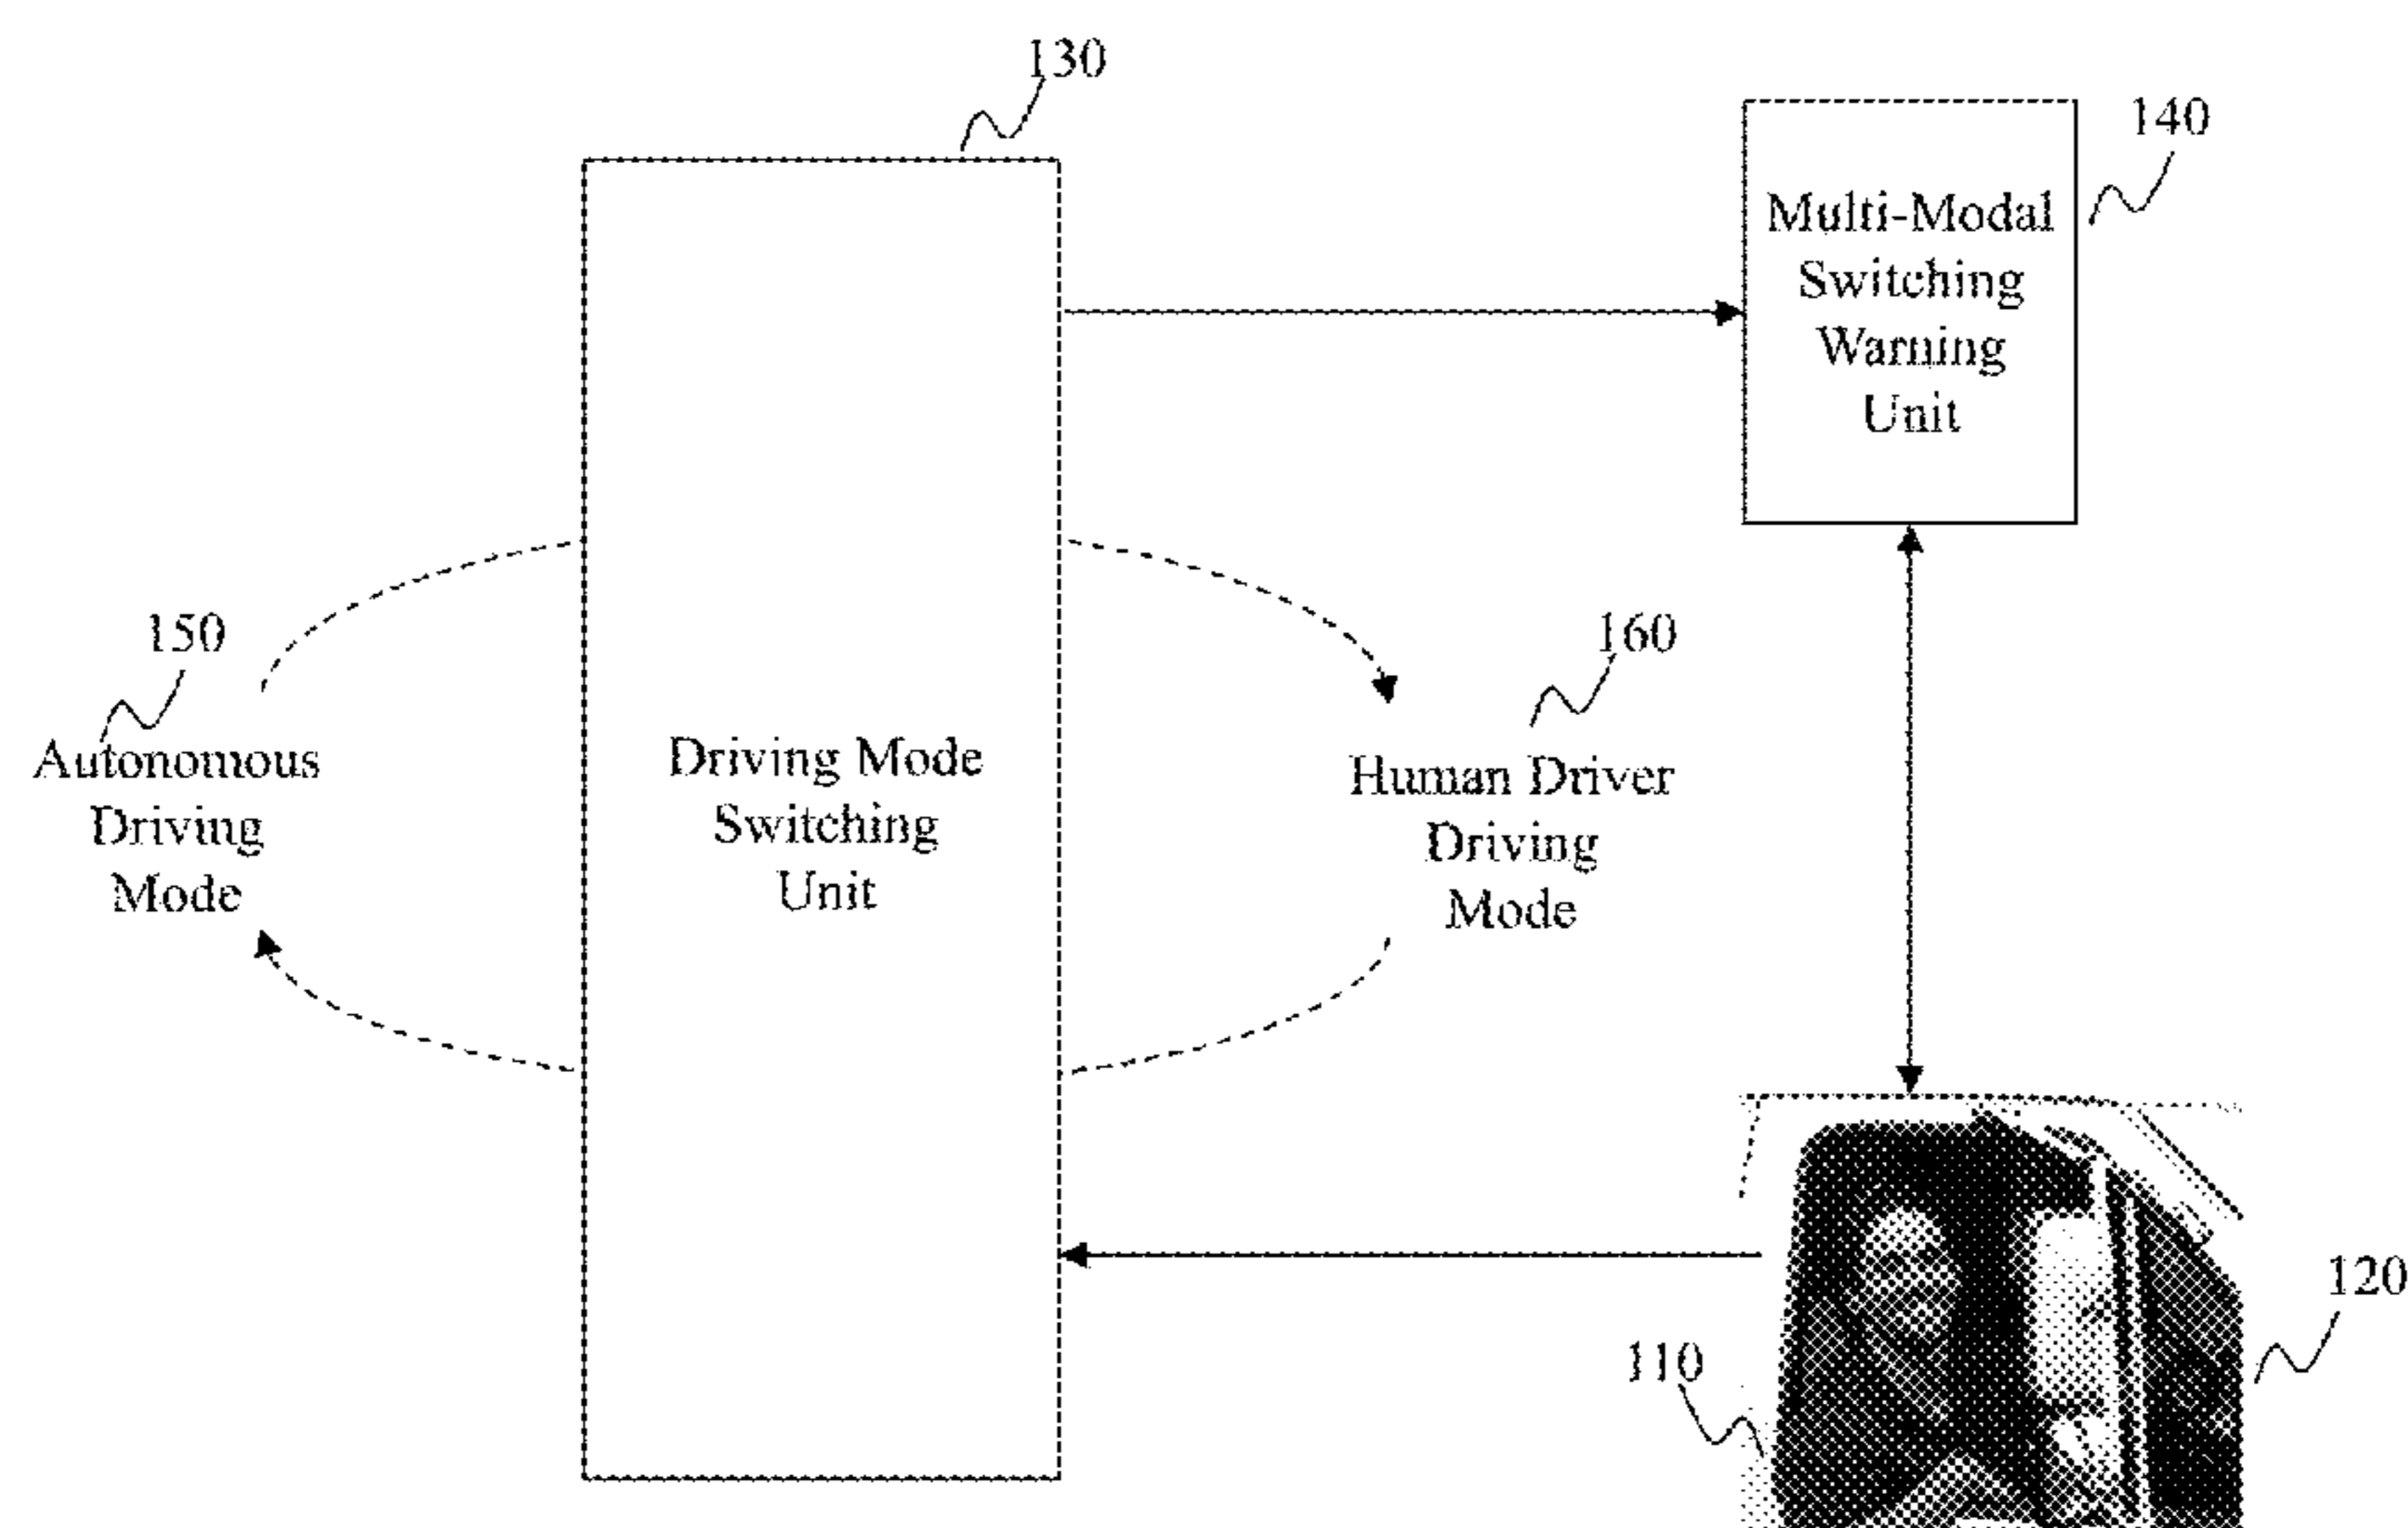 130
140
Multi-Modal
Switching
Warning
Unit
150
160
Autonomous
Driving
Mode
Driving Mode
Switching
Unit
Human Driver
Driving
Mode
120
110